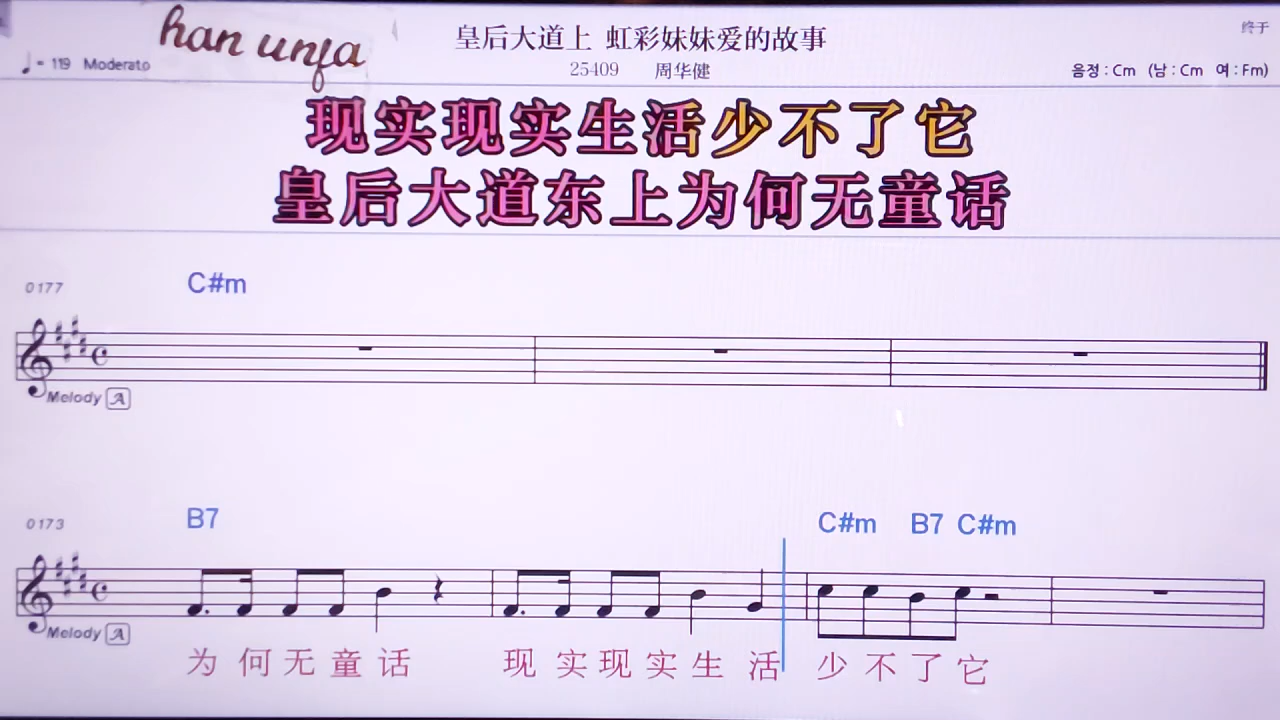 han unfa
皇后大道上 虹彩妹妹爱的故事
终于
♩= 119 Moderato
25409 周华健
음정 : Cm (남 : Cm 여 : Fm)
现实现实生活少不了它
皇后大道东上为何无童话
0177
C#m
Melody A
0173
B7 C#m B7 C#m
Melody A
为何无童话 现实现实生活 少不了它